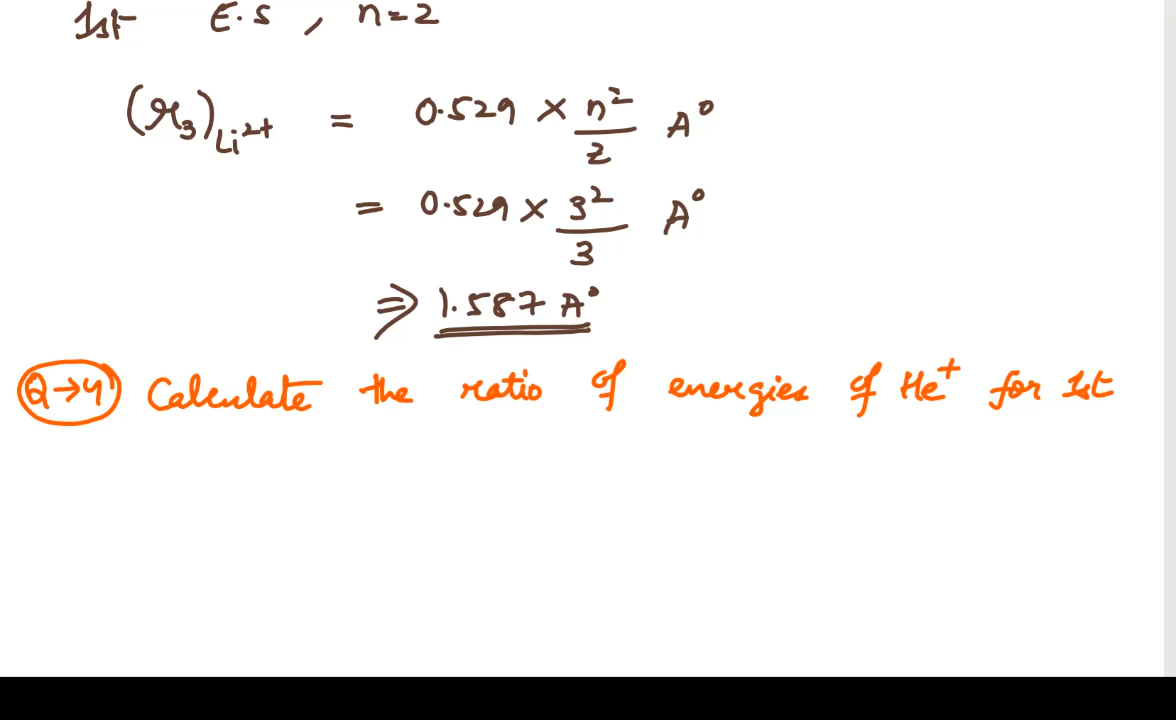 1st E.S , n=2
(r₃)Li²⁺ = 0.529 × n²/Z A°
= 0.529 × 3²/3 A°
⇒ 1.587 A°
Q→4 Calculate the ratio of energies of He⁺ for 1st